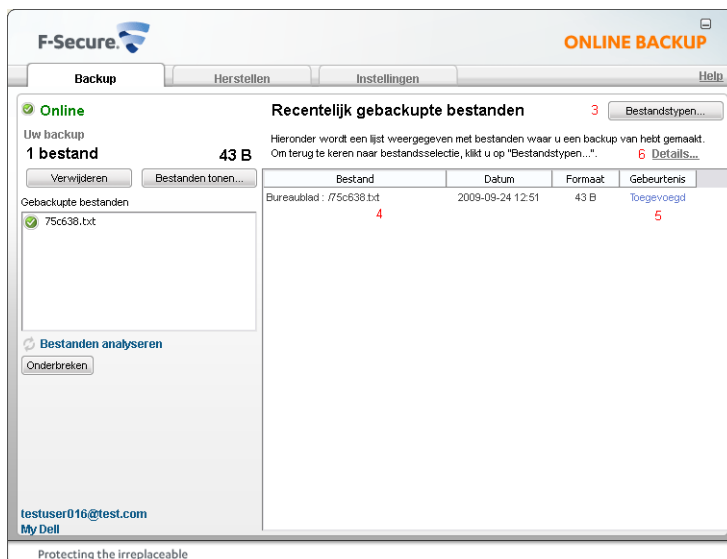 F-Secure.
ONLINE BACKUP
Backup
Herstellen
Instellingen
Help
Online
Uw backup
1 bestand
43 B
Verwijderen
Bestanden tonen...
Gebackupte bestanden
75c638.txt
Bestanden analyseren
Onderbreken
testuser016@test.com
My Dell
Recentelijk gebackupte bestanden
3
Bestandstypen...
Hieronder wordt een lijst weergegeven met bestanden waar u een backup van hebt gemaakt.
Om terug te keren naar bestandsselectie, klikt u op "Bestandstypen...".
6 Details...
Bestand Datum Formaat Gebeurtenis
Bureaublad : /75c638.txt 2009-09-24 12:51 43 B Toegevoegd
4 5
Protecting the irreplaceable